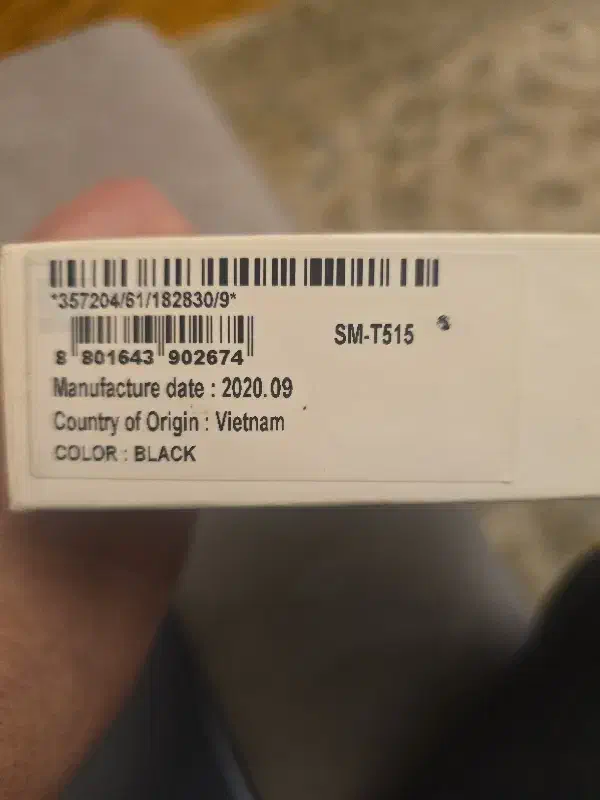 *357204/61/182830/9*
SM-T515
8 801643 902674
Manufacture date : 2020.09
Country of Origin : Vietnam
COLOR : BLACK